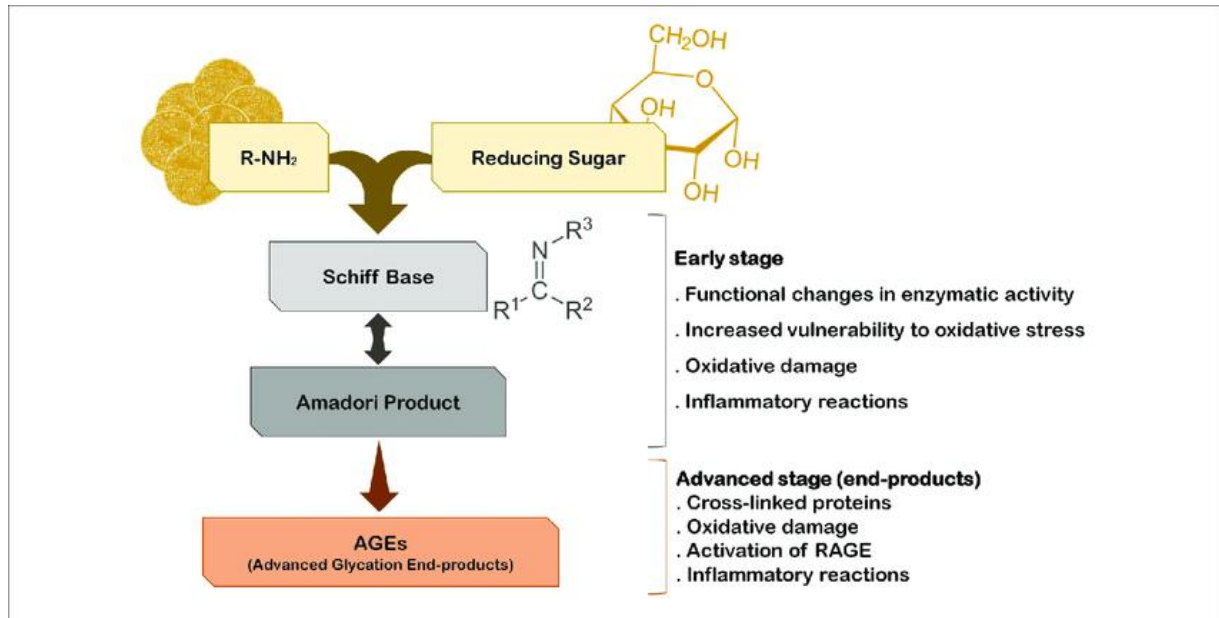 CH₂OH
O
OH
OH
OH
OH
R-NH₂
Reducing Sugar
R³
N
C
R¹
R²
Schiff Base
Amadori Product
AGEs
(Advanced Glycation End-products)
Early stage
. Functional changes in enzymatic activity
. Increased vulnerability to oxidative stress
. Oxidative damage
. Inflammatory reactions
Advanced stage (end-products)
. Cross-linked proteins
. Oxidative damage
. Activation of RAGE
. Inflammatory reactions